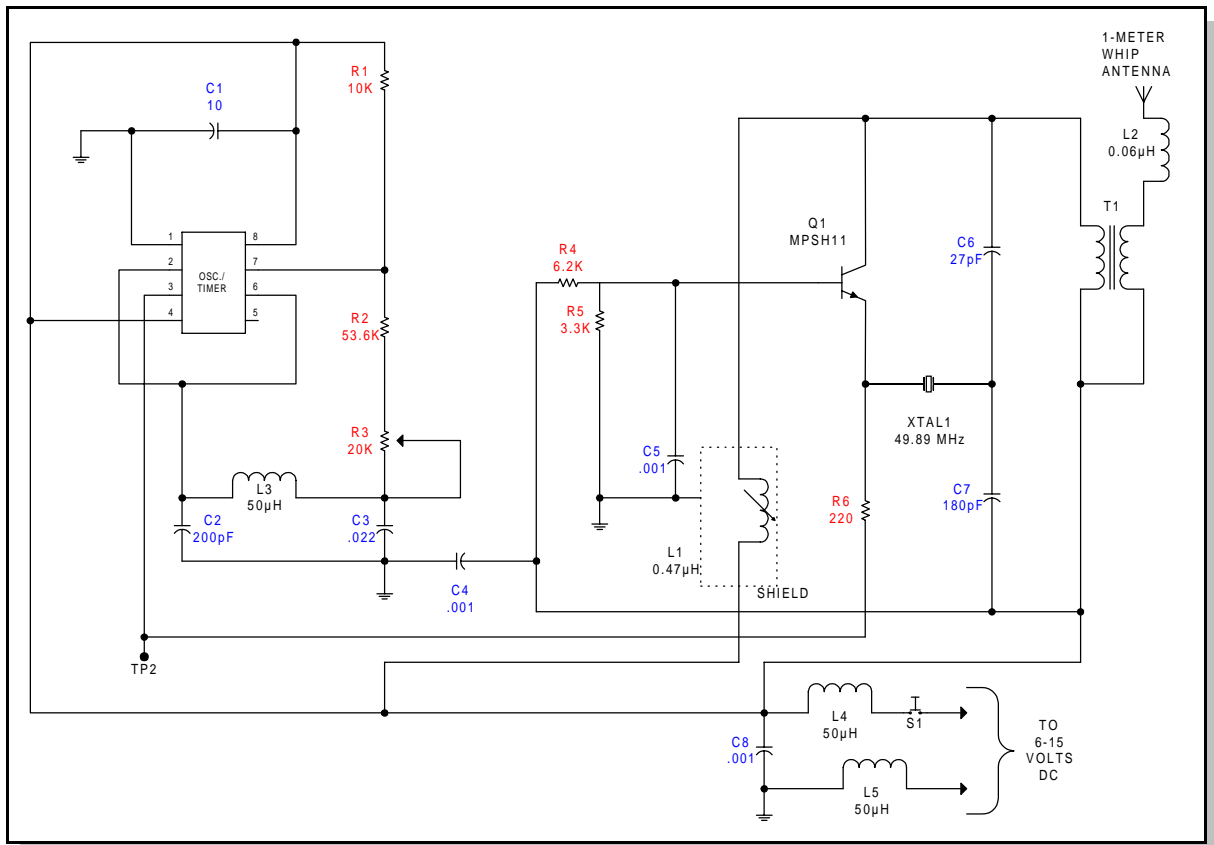 1-METER
WHIP
ANTENNA
R1
10K
C1
10
L2
0.06µH
T1
Q1
MPSH11
1
8
2
OSC./
7
3
TIMER
6
4
5
R4
6.2K
C6
27pF
R5
3.3K
R2
53.6K
R3
20K
XTAL1
49.89 MHz
C5
.001
L3
50µH
C7
180pF
R6
220
C2
200pF
C3
.022
L1
0.47µH
SHIELD
C4
.001
TP2
L4
50µH
S1
TO
6-15
VOLTS
DC
C8
.001
L5
50µH